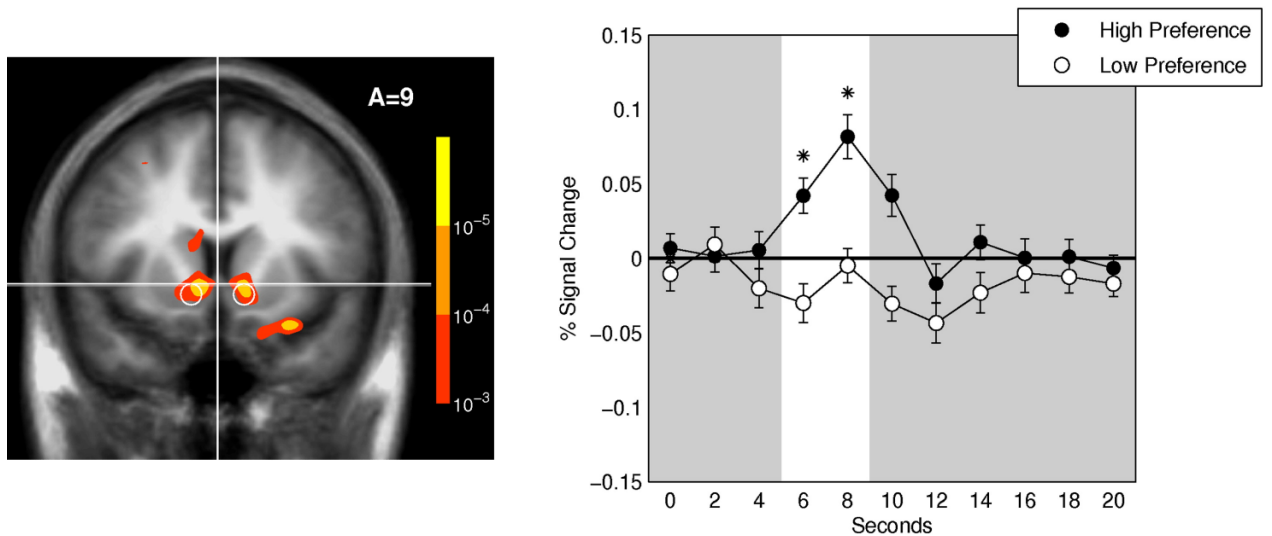 A=9
10⁻⁵
10⁻⁴
10⁻³
High Preference
Low Preference
% Signal Change
0.15
0.1
0.05
0
−0.05
−0.1
−0.15
*
*
0 2 4 6 8 10 12 14 16 18 20
Seconds